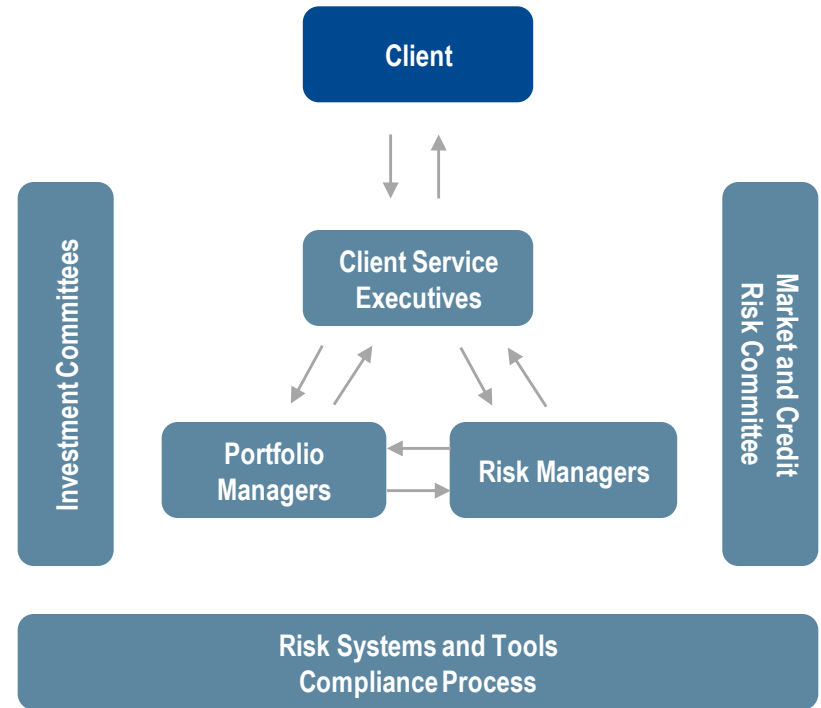 Client
Client Service
Executives
Investment Committees
Market and Credit
Risk Committee
Portfolio
Managers
Risk Managers
Risk Systems and Tools
Compliance Process